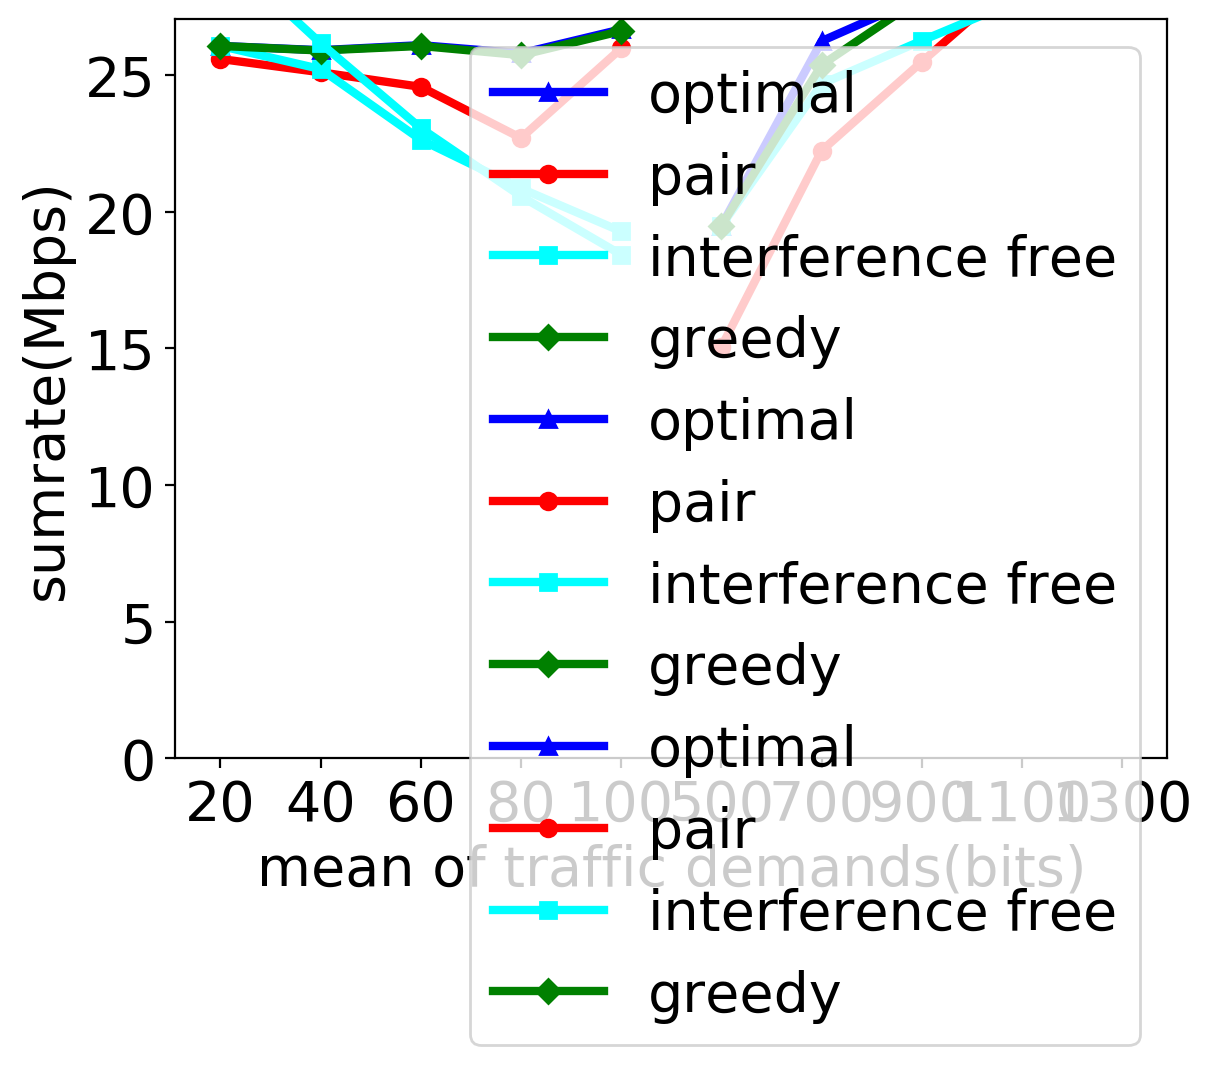 25
20
15
10
5
0
sumrate(Mbps)
20 40 60 80 100 500 700 900 1100 1300
mean of traffic demands(bits)
optimal
pair
interference free
greedy
optimal
pair
interference free
greedy
optimal
pair
interference free
greedy